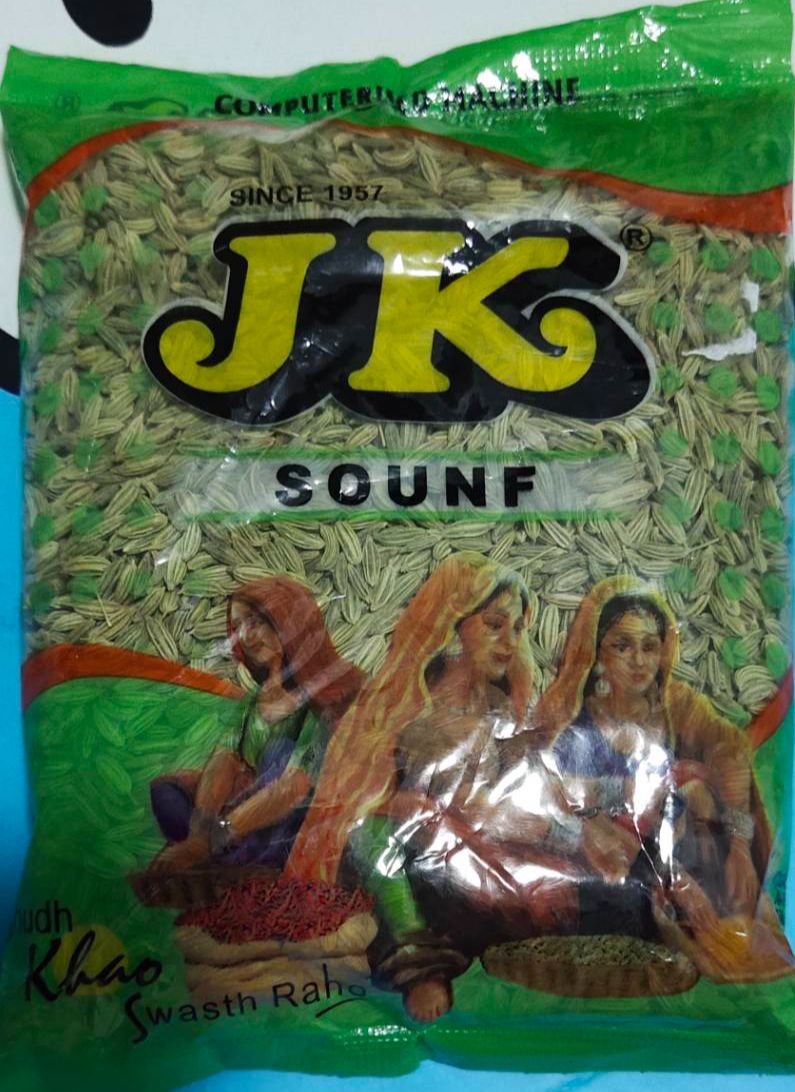 COMPUTERISED MACHINE
SINCE 1957
JK ®
SOUNF
Khao
Swasth Raho